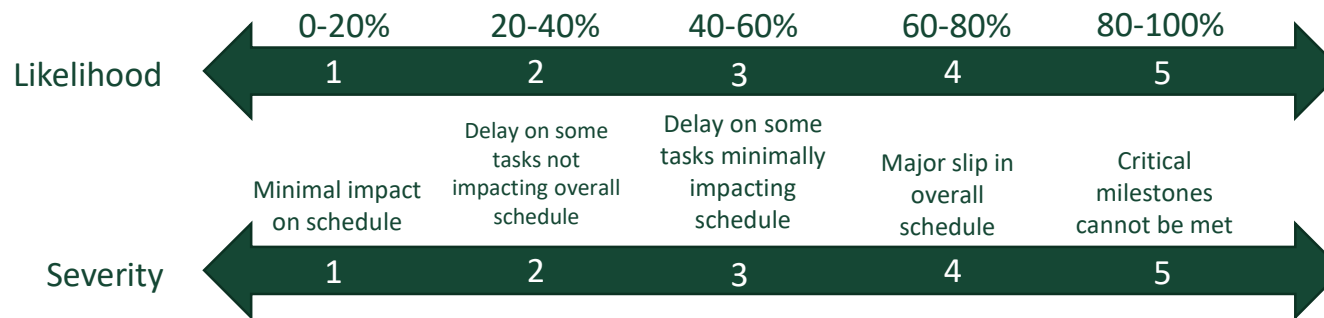 0-20% 20-40% 40-60% 60-80% 80-100%
Likelihood 1 2 3 4 5
Minimal impact
on schedule
Delay on some
tasks not
impacting overall
schedule
Delay on some
tasks minimally
impacting
schedule
Major slip in
overall
schedule
Critical
milestones
cannot be met
Severity 1 2 3 4 5